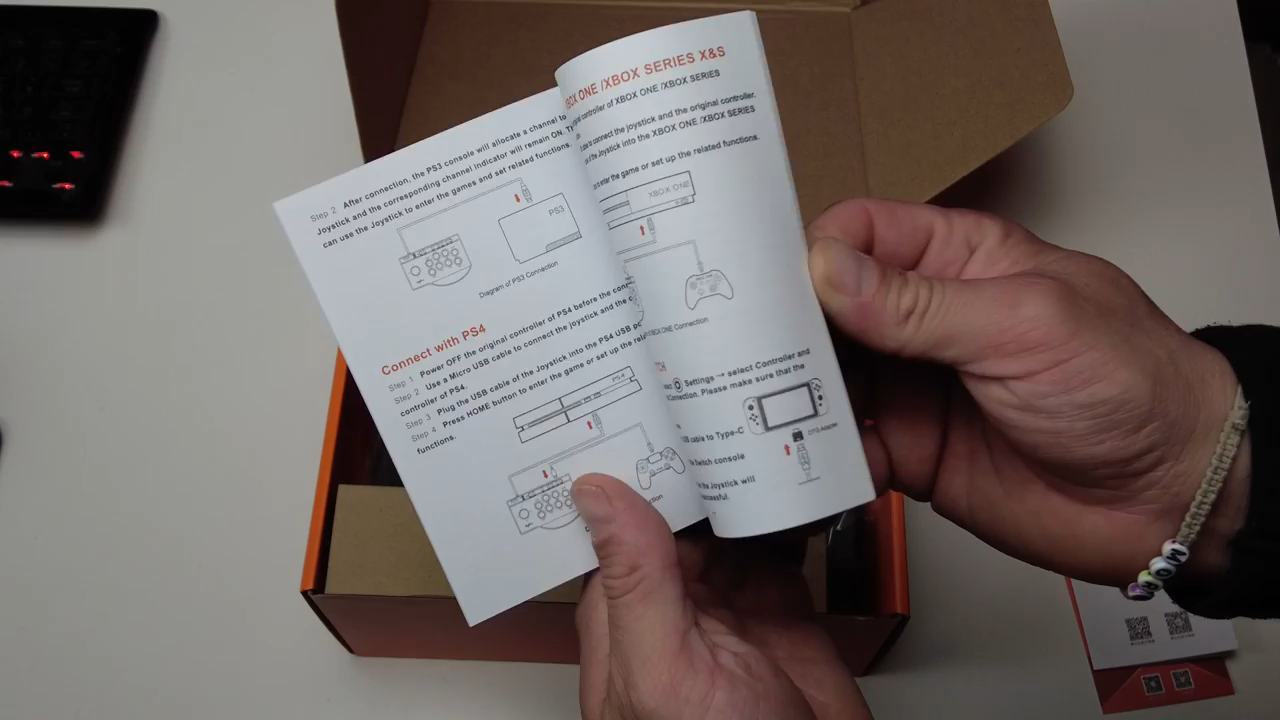 Step 2 After connection, the PS3 console will allocate a channel to
Joystick and the corresponding channel indicator will remain ON.
can use the Joystick to enter the games and set related functions.
PS3
Diagram of PS3 Connection
Connect with PS4
Step 1 Power OFF the original controller of PS4 before the
Step 2 Use a Micro USB cable to connect the joystick and the
controller of PS4.
Step 3 Plug the USB cable of the Joystick into the PS4 USB
Step 4 Press HOME button to enter the game or set up the
functions.
PS4
XBOX ONE /XBOX SERIES X&S
controller of XBOX ONE /XBOX SERIES
to connect the joystick and the original controller.
of the Joystick into the XBOX ONE /XBOX SERIES
to enter the game or set up the related functions.
XBOX ONE
XBOX ONE Connection
Settings → select Controller and
Connection. Please make sure that the
cable to Type-C
OTG Adapter
Switch console
the Joystick will
successful.
MOM